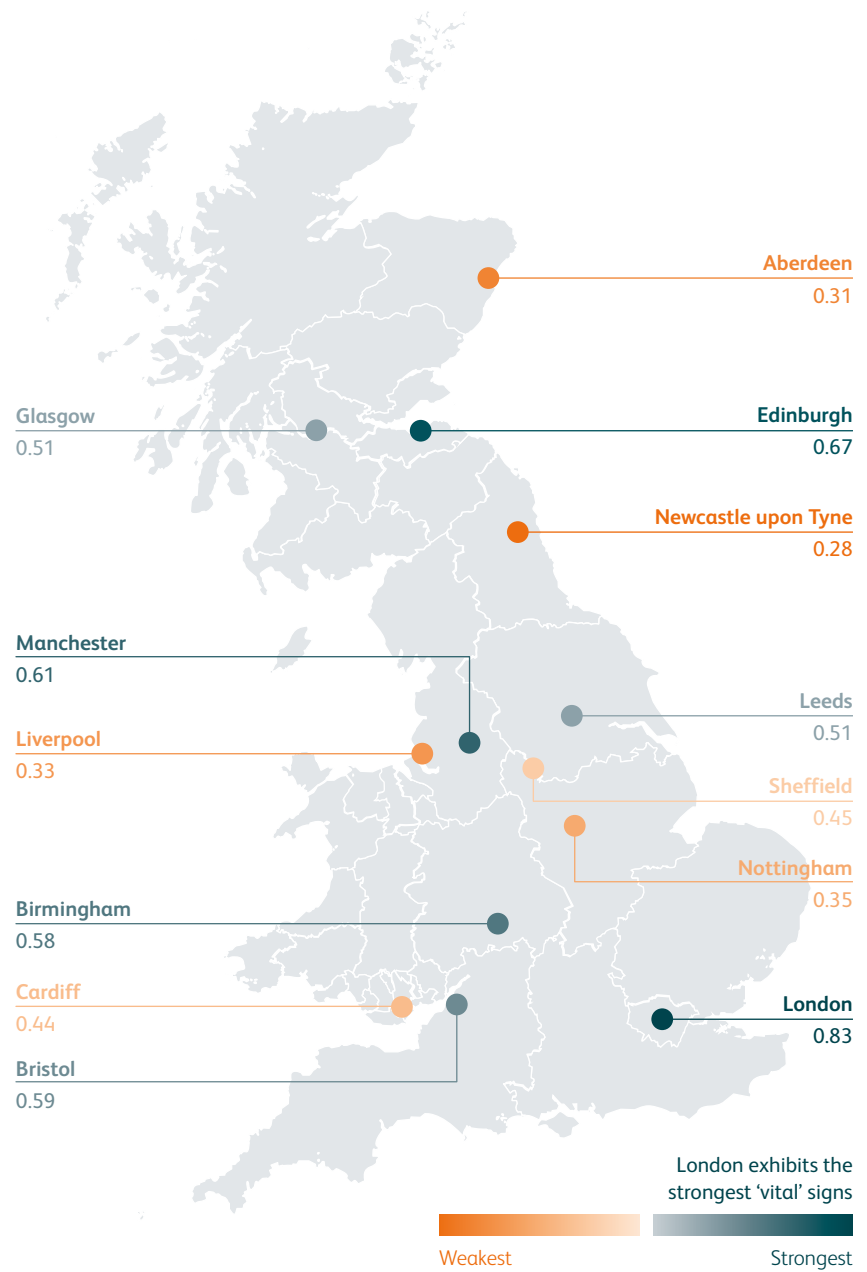 Aberdeen
0.31
Glasgow
0.51
Edinburgh
0.67
Newcastle upon Tyne
0.28
Manchester
0.61
Leeds
0.51
Liverpool
0.33
Sheffield
0.45
Nottingham
0.35
Birmingham
0.58
Cardiff
0.44
London
0.83
Bristol
0.59
London exhibits the
strongest ‘vital’ signs
Weakest
Strongest